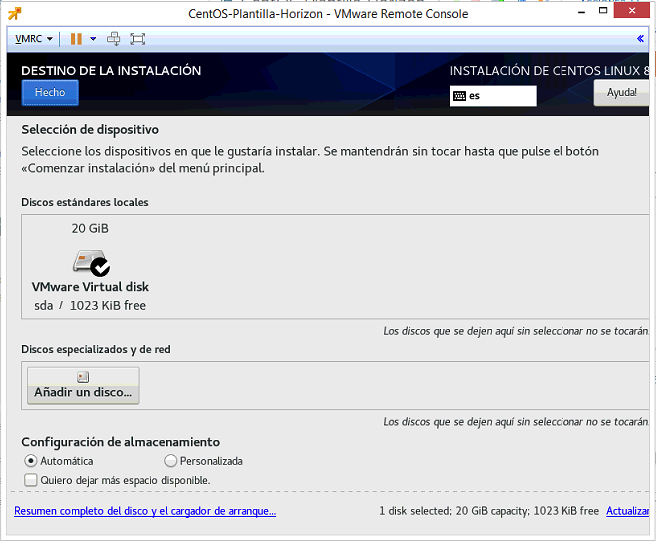 CentOS-Plantilla-Horizon - VMware Remote Console
VMRC
DESTINO DE LA INSTALACIÓN
INSTALACIÓN DE CENTOS LINUX 8
Hecho
es
Ayuda!
Selección de dispositivo
Seleccione los dispositivos en que le gustaría instalar. Se mantendrán sin tocar hasta que pulse el botón
«Comenzar instalación» del menú principal.
Discos estándares locales
20 GiB
VMware Virtual disk
sda / 1023 KiB free
Los discos que se dejen aquí sin seleccionar no se tocarán.
Discos especializados y de red
Añadir un disco...
Los discos que se dejen aquí sin seleccionar no se tocarán.
Configuración de almacenamiento
Automática
Personalizada
Quiero dejar más espacio disponible.
Resumen completo del disco y el cargador de arranque...
1 disk selected; 20 GiB capacity; 1023 KiB free
Actualizar